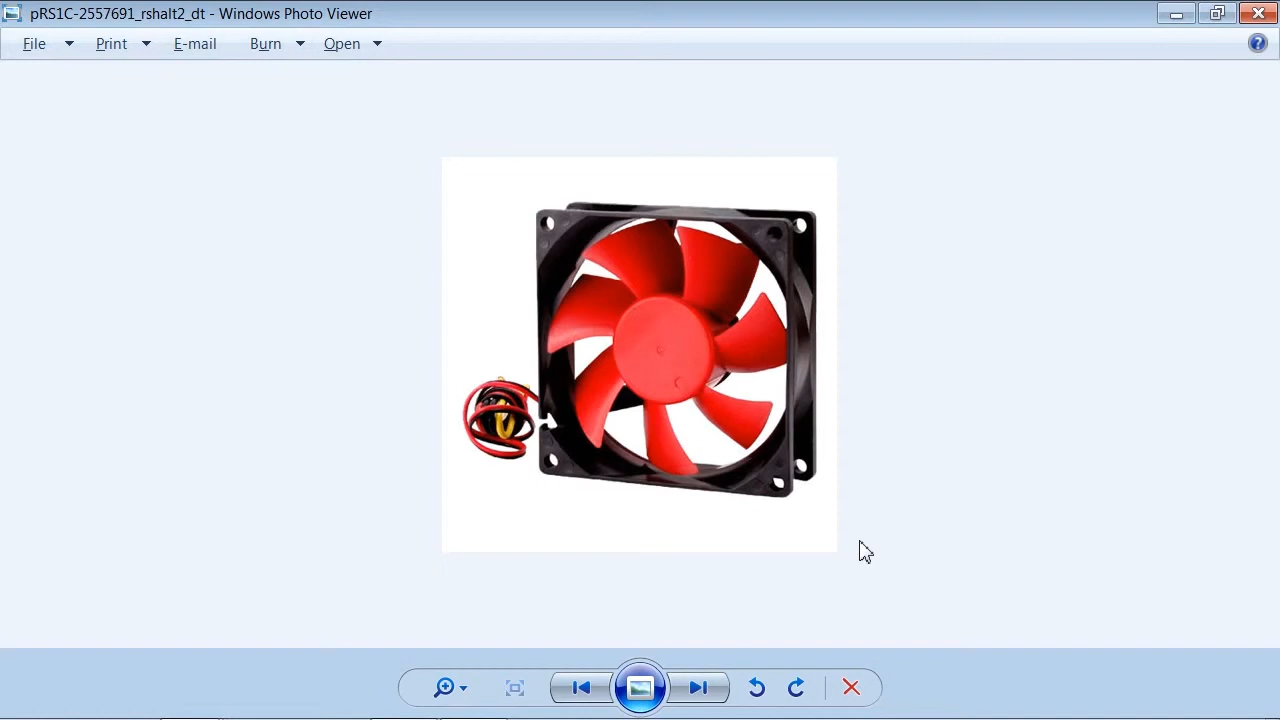 pRS1C-2557691_rshalt2_dt - Windows Photo Viewer
File Print E-mail Burn Open